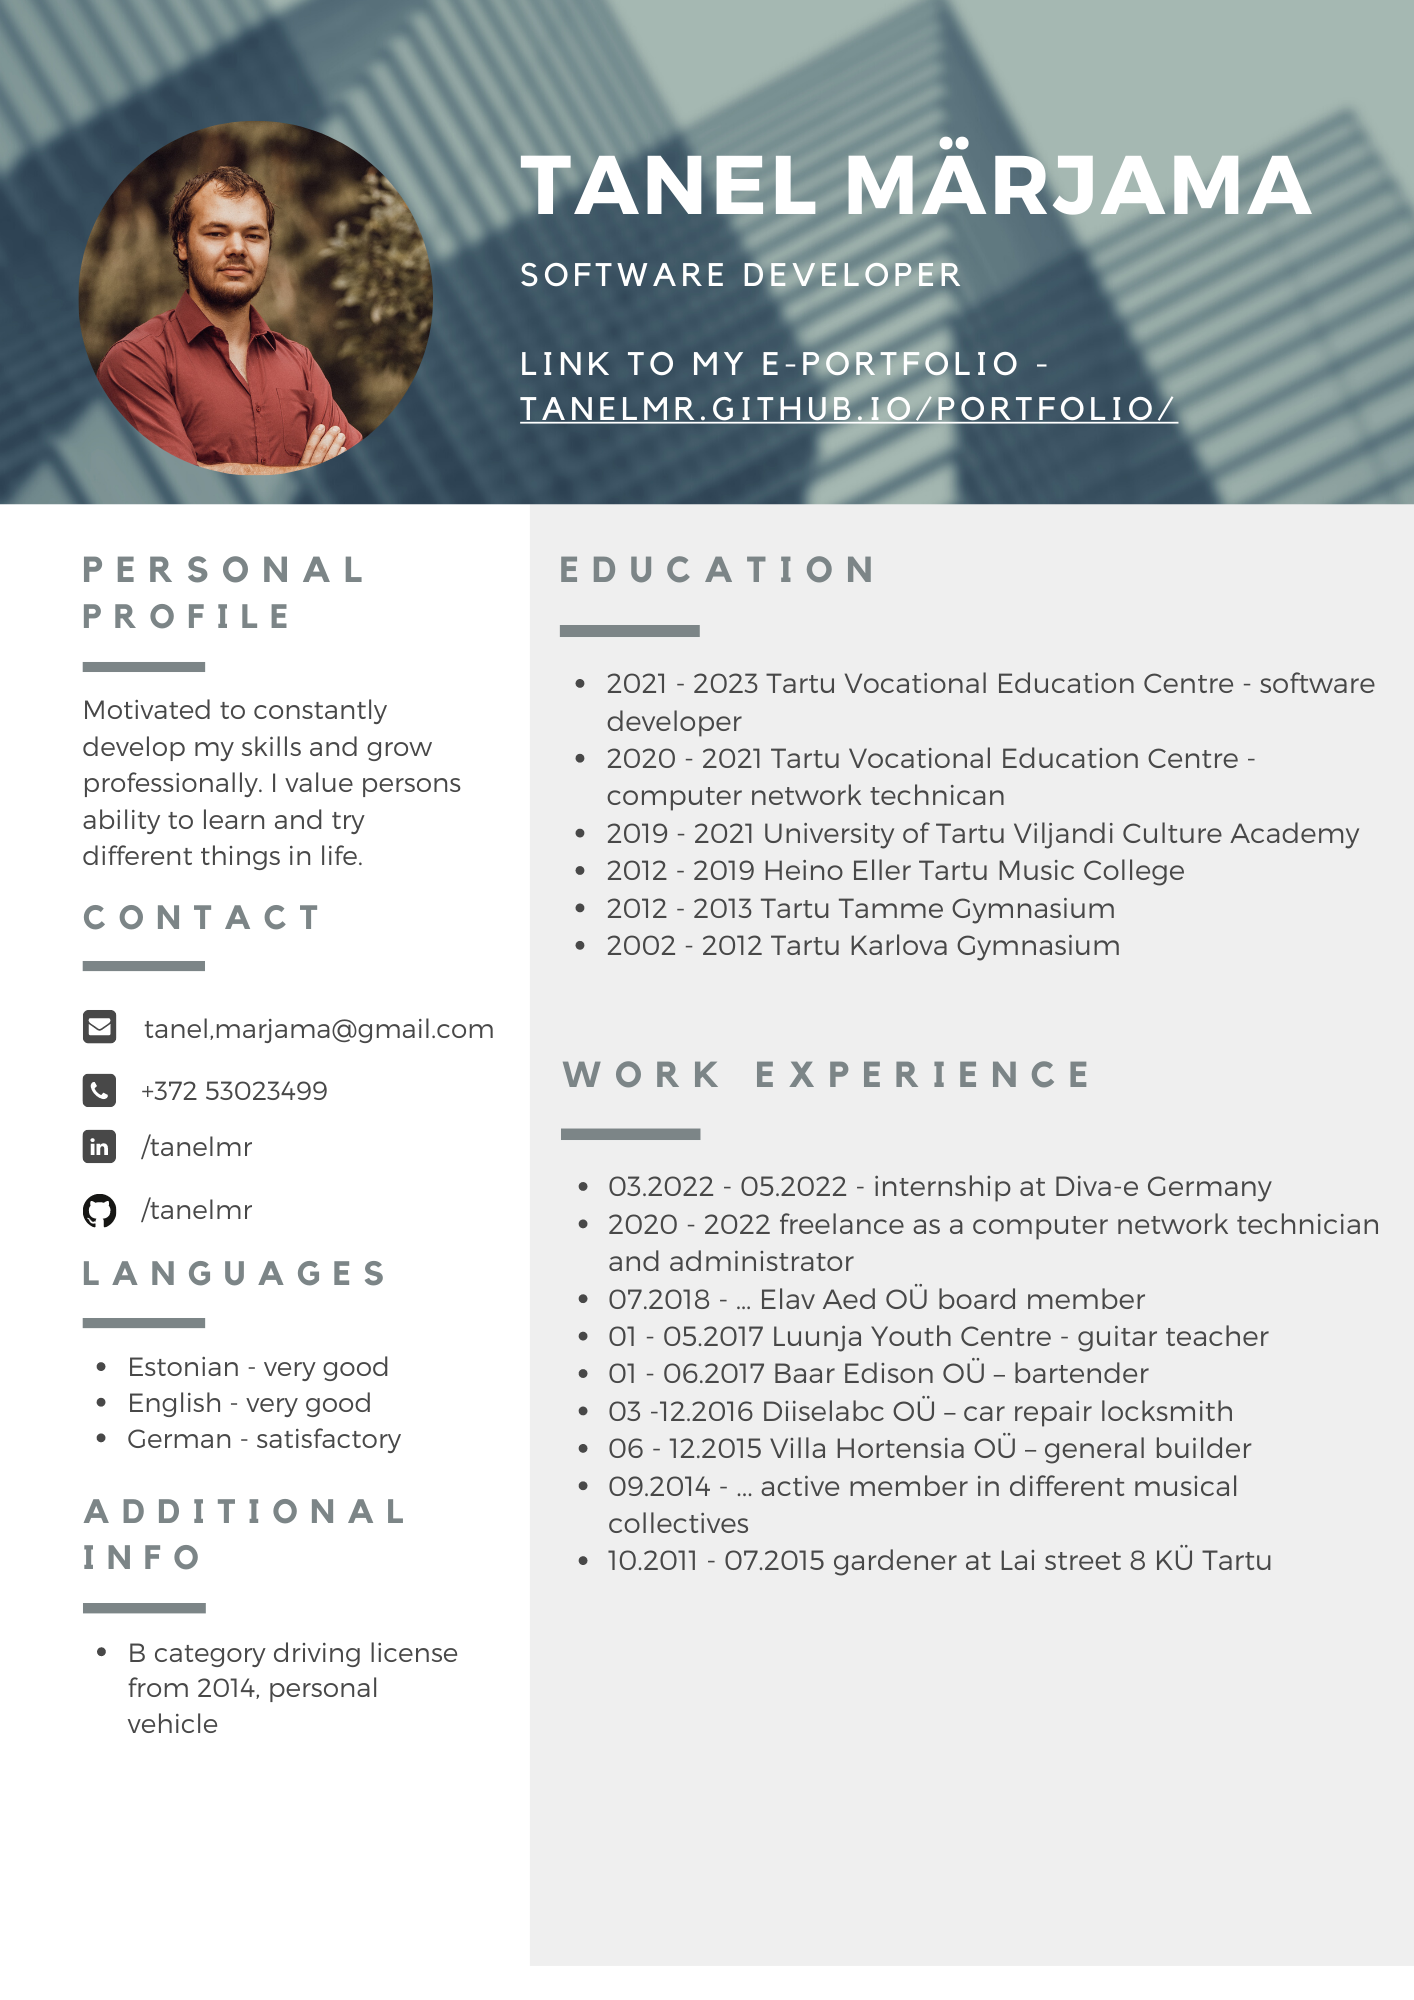 TANEL MÄRJAMA
SOFTWARE DEVELOPER
LINK TO MY E-PORTFOLIO -
TANELMR.GITHUB.IO/PORTFOLIO/
PERSONAL
PROFILE
Motivated to constantly
develop my skills and grow
professionally. I value persons
ability to learn and try
different things in life.
CONTACT
tanel,marjama@gmail.com
+372 53023499
in
/tanelmr
/tanelmr
LANGUAGES
• Estonian - very good
• English - very good
• German - satisfactory
ADDITIONAL
INFO
• B category driving license
from 2014, personal
vehicle
EDUCATION
• 2021 - 2023 Tartu Vocational Education Centre - software
developer
• 2020 - 2021 Tartu Vocational Education Centre -
computer network technican
• 2019 - 2021 University of Tartu Viljandi Culture Academy
• 2012 - 2019 Heino Eller Tartu Music College
• 2012 - 2013 Tartu Tamme Gymnasium
• 2002 - 2012 Tartu Karlova Gymnasium
WORK EXPERIENCE
• 03.2022 - 05.2022 - internship at Diva-e Germany
• 2020 - 2022 freelance as a computer network technician
and administrator
• 07.2018 - ... Elav Aed OÜ board member
• 01 - 05.2017 Luunja Youth Centre - guitar teacher
• 01 - 06.2017 Baar Edison OÜ – bartender
• 03 -12.2016 Diiselabc OÜ – car repair locksmith
• 06 - 12.2015 Villa Hortensia OÜ – general builder
• 09.2014 - ... active member in different musical
collectives
• 10.2011 - 07.2015 gardener at Lai street 8 KÜ Tartu